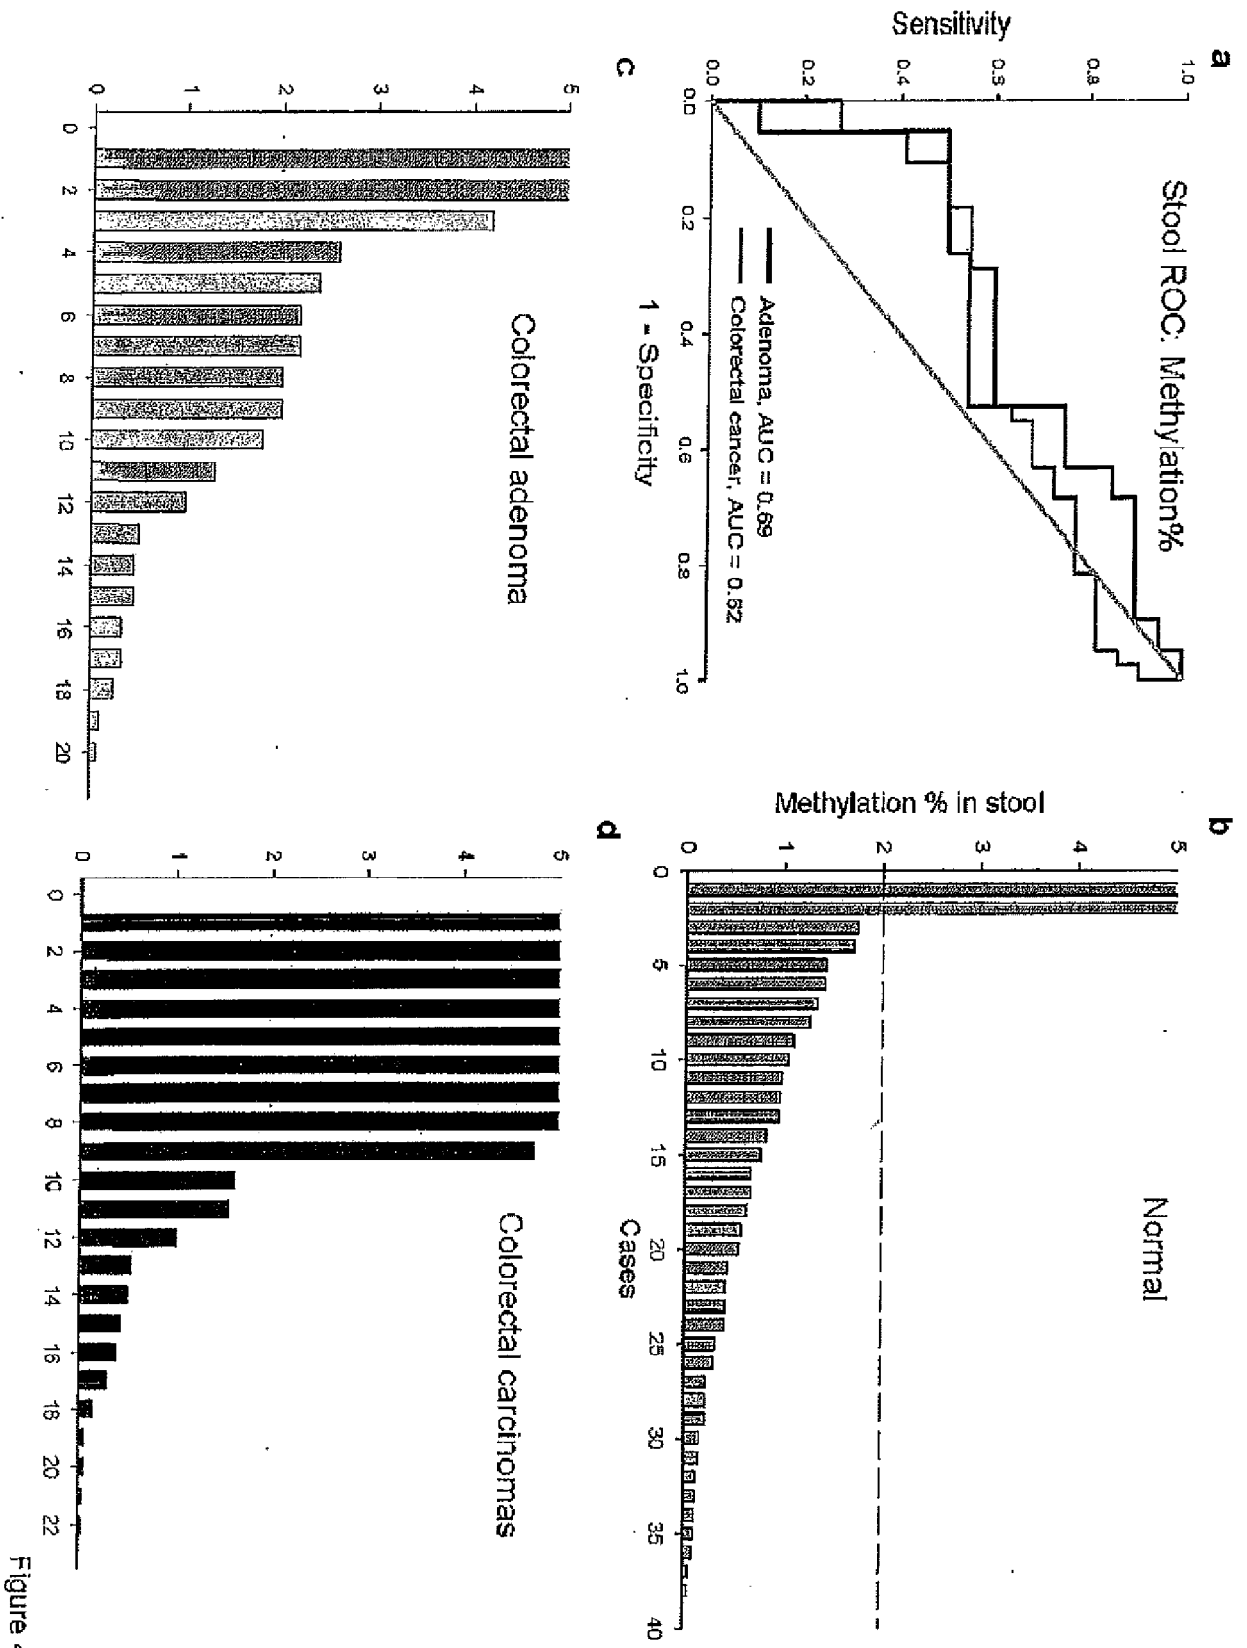 a
Stool ROC: Methylation%
Sensitivity
1.0
0.8
0.6
0.4
0.2
0.0
0.0 0.2 0.4 0.6 0.8 1.0
1 - Specificity
Adenoma, AUC = 0.69
Colorectal cancer, AUC = 0.62
b
Normal
Methylation % in stool
5
4
3
2
1
0
0 5 10 15 20 25 30 35 40
Cases
c
Colorectal adenoma
5
4
3
2
1
0
0 2 4 6 8 10 12 14 16 18 20
d
Colorectal carcinomas
5
4
3
2
1
0
0 2 4 6 8 10 12 14 16 18 20 22
Figure